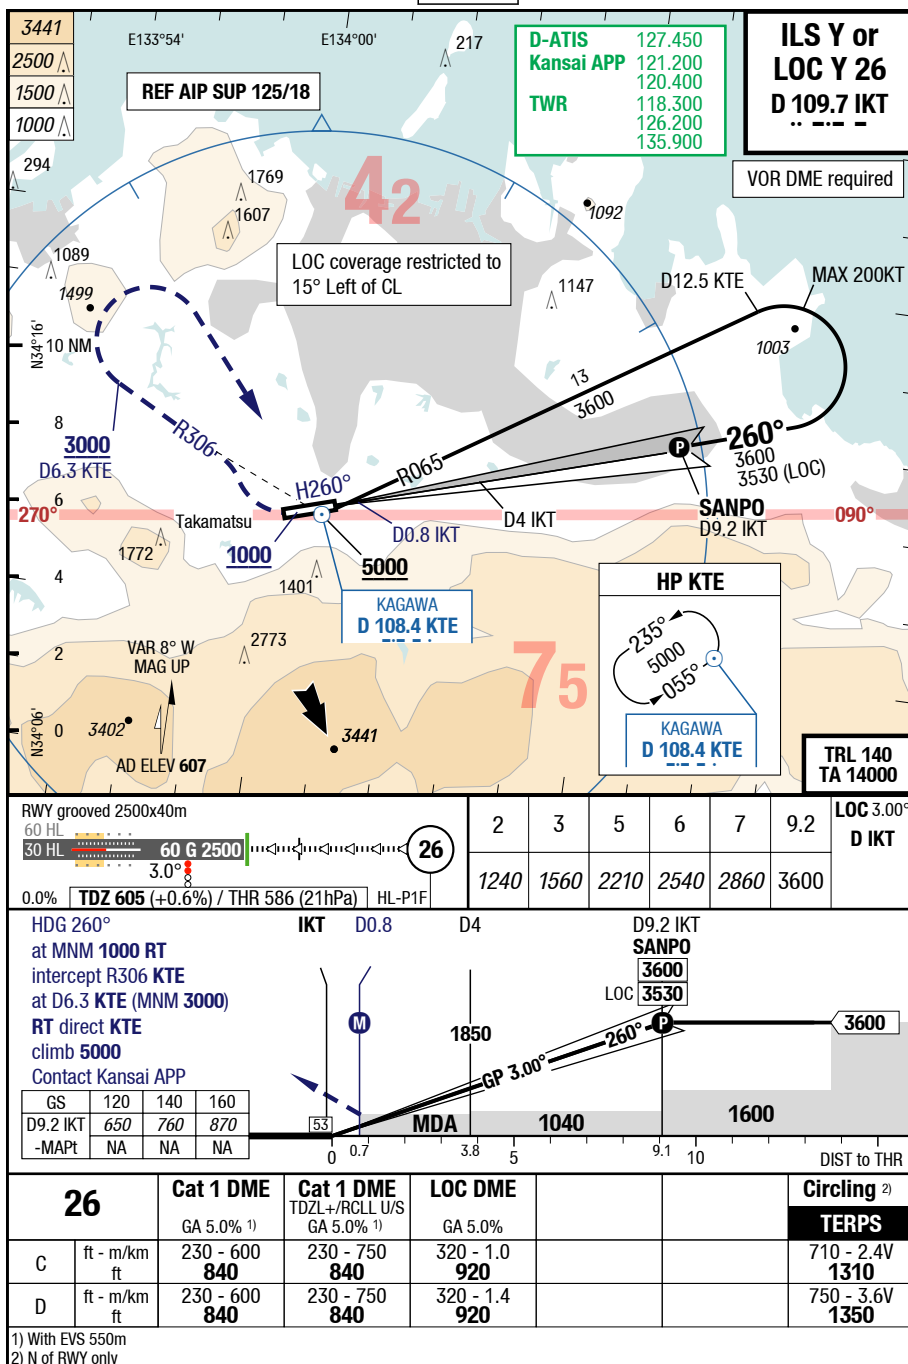 3441
2500
1500
1000
E133°54'
E134°00'
217
REF AIP SUP 125/18
D-ATIS 127.450
Kansai APP 121.200
120.400
TWR 118.300
126.200
135.900
ILS Y or
LOC Y 26
D 109.7 IKT
VOR DME required
294
1769
1607
42
1092
1089
1499
LOC coverage restricted to
15° Left of CL
1147
D12.5 KTE
MAX 200KT
1003
N34°16'
10 NM
13
3600
8
R306
3000
D6.3 KTE
R065
P
260°
3600
3530 (LOC)
6
H260°
270°
Takamatsu
D0.8 IKT
D4 IKT
SANPO
D9.2 IKT
090°
1772
1000
5000
4
1401
KAGAWA
D 108.4 KTE
HP KTE
235°
5000
055°
KAGAWA
D 108.4 KTE
2
VAR 8° W
MAG UP
2773
75
N34°06'
0
3402
3441
AD ELEV 607
TRL 140
TA 14000
RWY grooved 2500x40m
60 HL
30 HL
60 G 2500
26
3.0°
0.0%
TDZ 605 (+0.6%) / THR 586 (21hPa)
HL-P1F
2 3 5 6 7 9.2 LOC 3.00°
D IKT
1240 1560 2210 2540 2860 3600
HDG 260°
at MNM 1000 RT
intercept R306 KTE
at D6.3 KTE (MNM 3000)
RT direct KTE
climb 5000
Contact Kansai APP
IKT D0.8 D4 D9.2 IKT
SANPO
3600
LOC 3530
M
1850
260°
P
3600
GP 3.00°
GS 120 140 160
D9.2 IKT 650 760 870
-MAPt NA NA NA
53
MDA
1040
1600
0 0.7 3.8 5 9.1 10 DIST to THR
26
Cat 1 DME
GA 5.0% 1)
Cat 1 DME
TDZL+/RCLL U/S
GA 5.0% 1)
LOC DME
GA 5.0%
Circling 2)
TERPS
C ft - m/km 230 - 600 230 - 750 320 - 1.0 710 - 2.4V
ft 840 840 920 1310
D ft - m/km 230 - 600 230 - 750 320 - 1.4 750 - 3.6V
ft 840 840 920 1350
1) With EVS 550m
2) N of RWY only